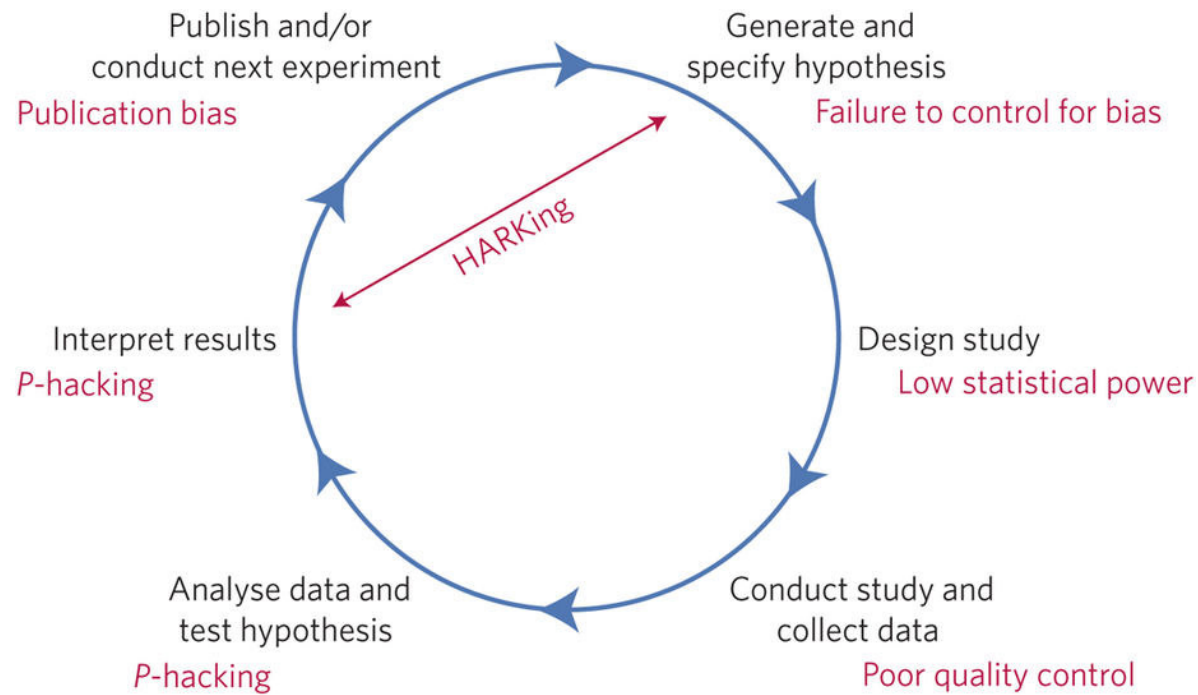 Publish and/or
conduct next experiment
Publication bias
Generate and
specify hypothesis
Failure to control for bias
HARKing
Interpret results
P-hacking
Design study
Low statistical power
Analyse data and
test hypothesis
P-hacking
Conduct study and
collect data
Poor quality control